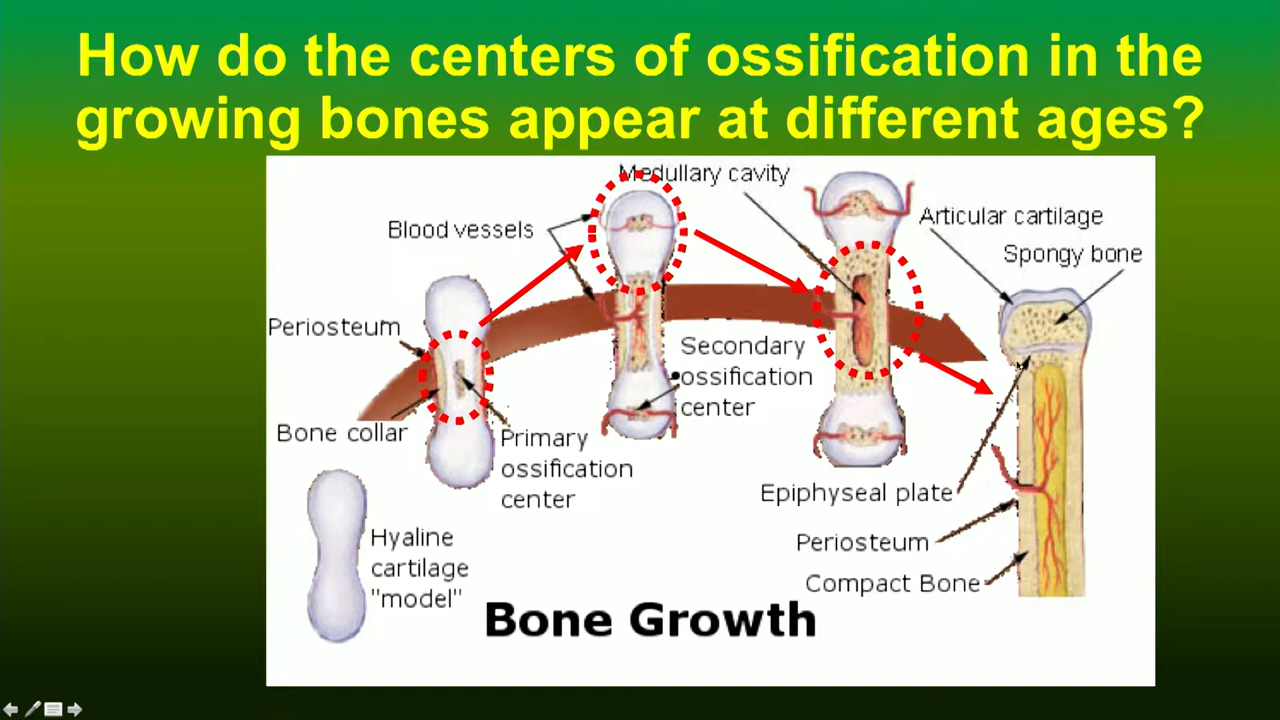 How do the centers of ossification in the
growing bones appear at different ages?
Medullary cavity
Blood vessels
Articular cartilage
Spongy bone
Periosteum
Secondary
ossification
center
Bone collar
Primary
ossification
center
Epiphyseal plate
Periosteum
Compact Bone
Hyaline
cartilage
"model"
Bone Growth